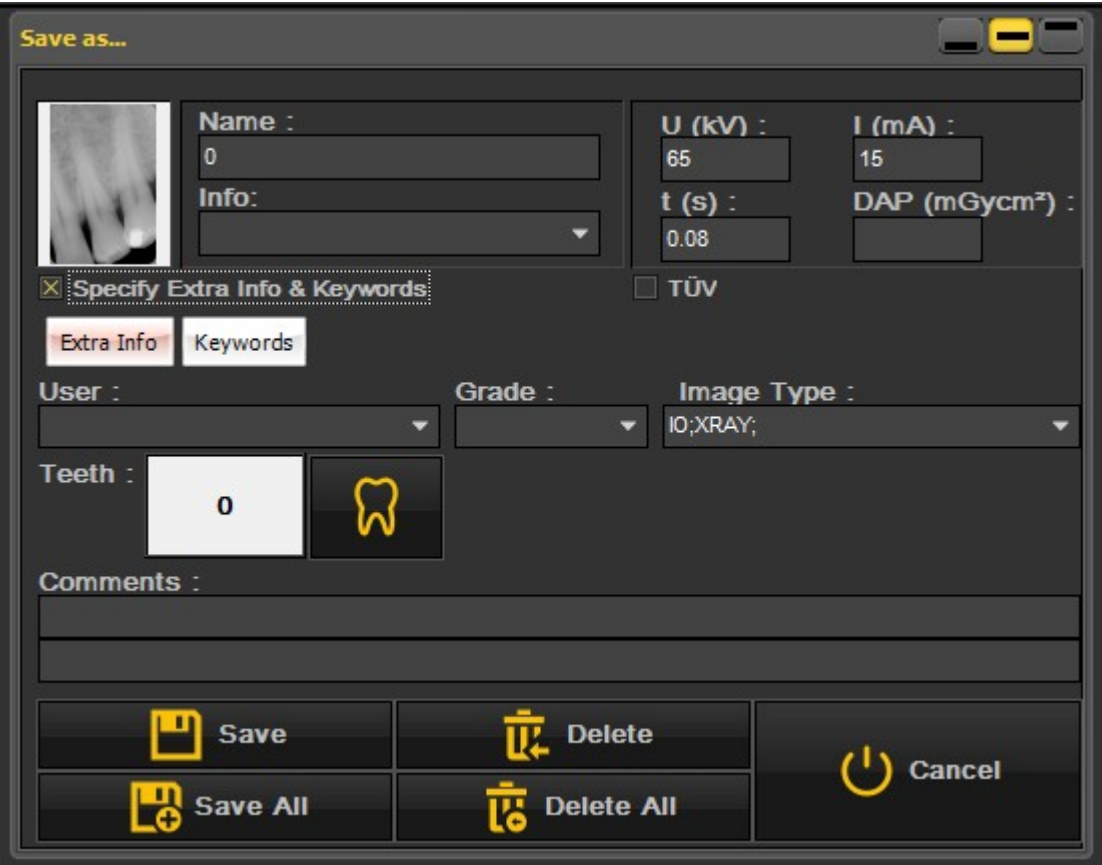 Save as...
Name :
0
Info:
U (kV) :
65
I (mA) :
15
t (s) :
0.08
DAP (mGycm²) :
Specify Extra Info & Keywords
TÜV
Extra Info
Keywords
User :
Grade :
Image Type :
IO;XRAY;
Teeth :
0
Comments :
Save
Delete
Cancel
Save All
Delete All